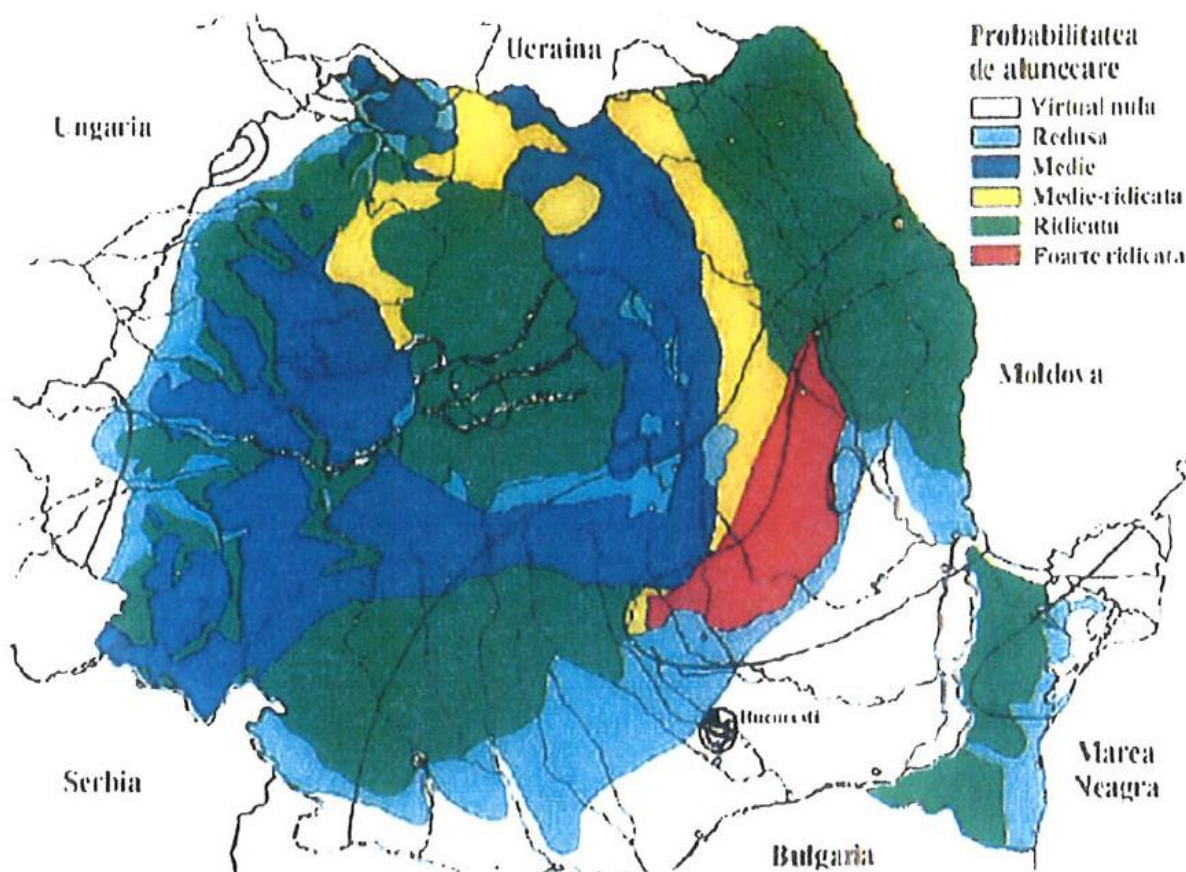 Ucraina
Probabilitatea
de alunecare
Virtual nula
Redusa
Medie
Medie-ridicata
Ridicata
Foarte ridicata
Ungaria
Moldova
Bucuresti
Serbia
Marea
Neagra
Bulgaria